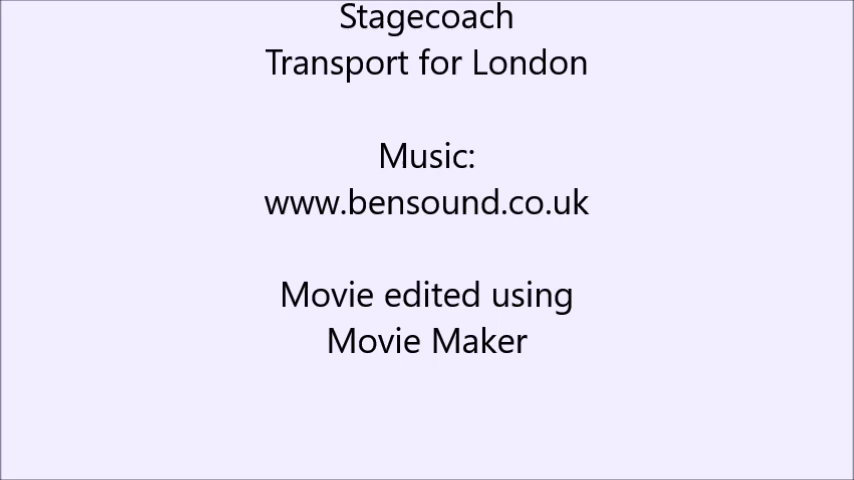 Stagecoach
Transport for London
Music:
www.bensound.co.uk
Movie edited using
Movie Maker